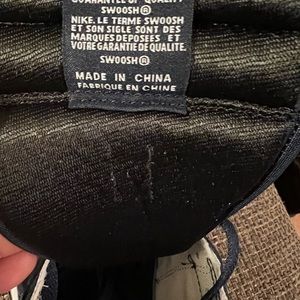 GUARANTEE OF QUALITY
SWOOSH®
NIKE. LE TERME SWOOSH
ET SON SIGLE SONT DES
MARQUES DEPOSEES ET
VOTRE GARANTIE DE QUALITE.
SWOOSH®
MADE IN CHINA
FABRIQUE EN CHINE